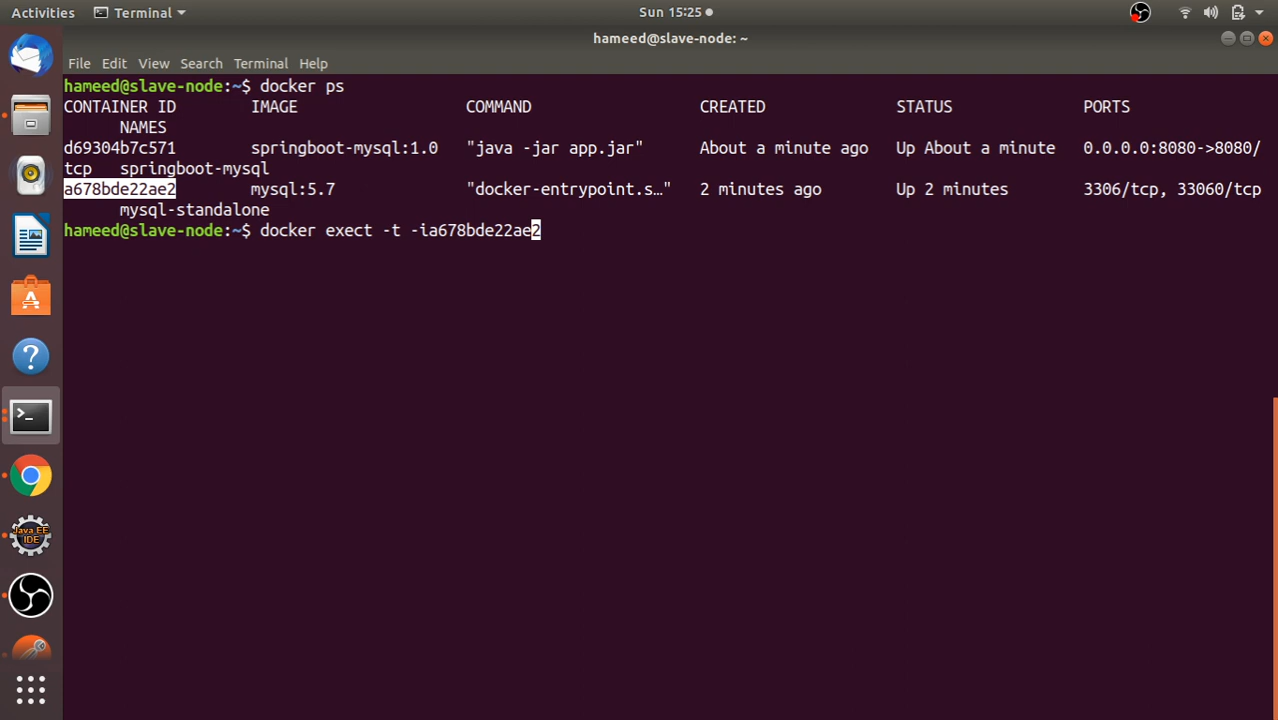 Activities Terminal Sun 15:25
hameed@slave-node: ~
File Edit View Search Terminal Help
hameed@slave-node:~$ docker ps
CONTAINER ID IMAGE COMMAND CREATED STATUS PORTS
NAMES
d69304b7c571 springboot-mysql:1.0 "java -jar app.jar" About a minute ago Up About a minute 0.0.0.0:8080->8080/
tcp springboot-mysql
a678bde22ae2 mysql:5.7 "docker-entrypoint.s…" 2 minutes ago Up 2 minutes 3306/tcp, 33060/tcp
mysql-standalone
hameed@slave-node:~$ docker exect -t -ia678bde22ae2
Java EE
IDE